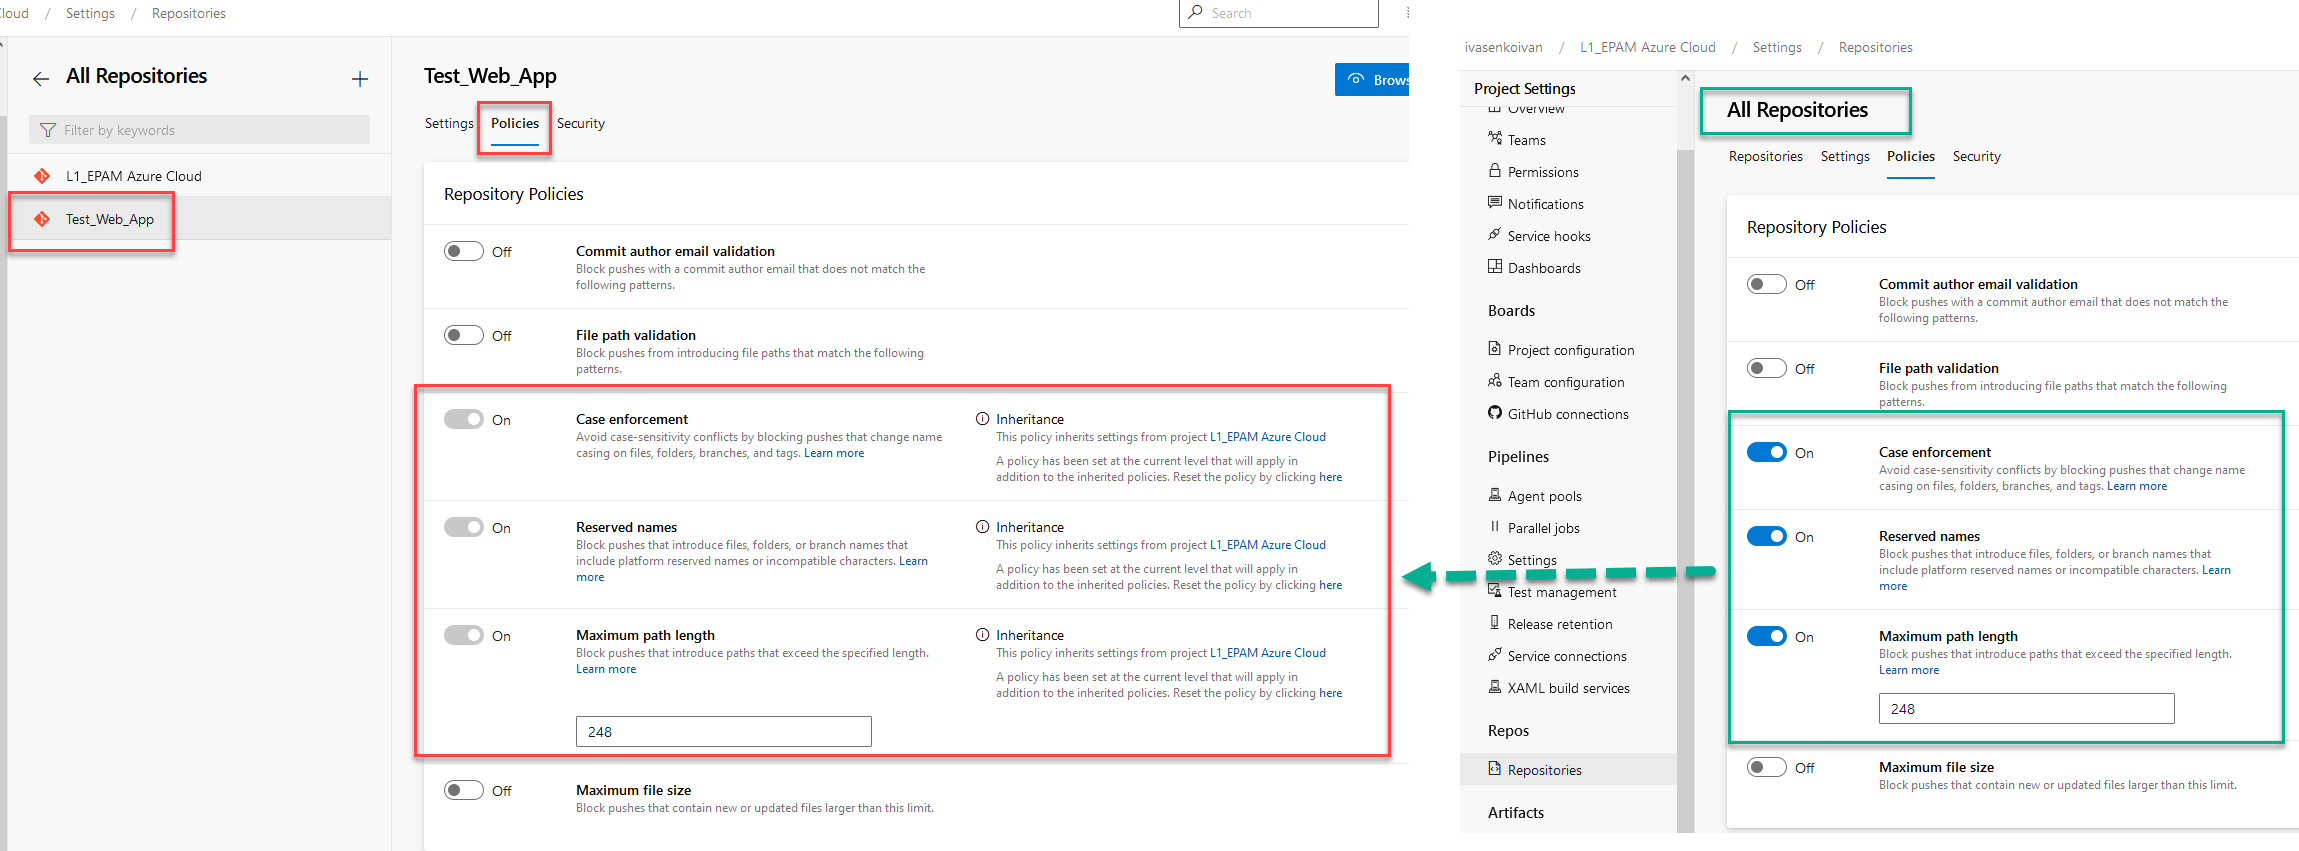 loud / Settings / Repositories
Search
All Repositories
Filter by keywords
L1_EPAM Azure Cloud
Test_Web_App
Test_Web_App
Brows
Settings Policies Security
Repository Policies
Off
Commit author email validation
Block pushes with a commit author email that does not match the
following patterns.
Off
File path validation
Block pushes from introducing file paths that match the following
patterns.
On
Case enforcement
Avoid case-sensitivity conflicts by blocking pushes that change name
casing on files, folders, branches, and tags. Learn more
Inheritance
This policy inherits settings from project L1_EPAM Azure Cloud
A policy has been set at the current level that will apply in
addition to the inherited policies. Reset the policy by clicking here
On
Reserved names
Block pushes that introduce files, folders, or branch names that
include platform reserved names or incompatible characters. Learn
more
Inheritance
This policy inherits settings from project L1_EPAM Azure Cloud
A policy has been set at the current level that will apply in
addition to the inherited policies. Reset the policy by clicking here
On
Maximum path length
Block pushes that introduce paths that exceed the specified length.
Learn more
Inheritance
This policy inherits settings from project L1_EPAM Azure Cloud
A policy has been set at the current level that will apply in
addition to the inherited policies. Reset the policy by clicking here
248
Off
Maximum file size
Block pushes that contain new or updated files larger than this limit.
ivasenkoivan / L1_EPAM Azure Cloud / Settings / Repositories
Project Settings
Overview
Teams
Permissions
Notifications
Service hooks
Dashboards
Boards
Project configuration
Team configuration
GitHub connections
Pipelines
Agent pools
Parallel jobs
Settings
Test management
Release retention
Service connections
XAML build services
Repos
Repositories
Artifacts
All Repositories
Repositories Settings Policies Security
Repository Policies
Off
Commit author email validation
Block pushes with a commit author email that does not match the
following patterns.
Off
File path validation
Block pushes from introducing file paths that match the following
patterns.
On
Case enforcement
Avoid case-sensitivity conflicts by blocking pushes that change name
casing on files, folders, branches, and tags. Learn more
On
Reserved names
Block pushes that introduce files, folders, or branch names that
include platform reserved names or incompatible characters. Learn
more
On
Maximum path length
Block pushes that introduce paths that exceed the specified length.
Learn more
248
Off
Maximum file size
Block pushes that contain new or updated files larger than this limit.